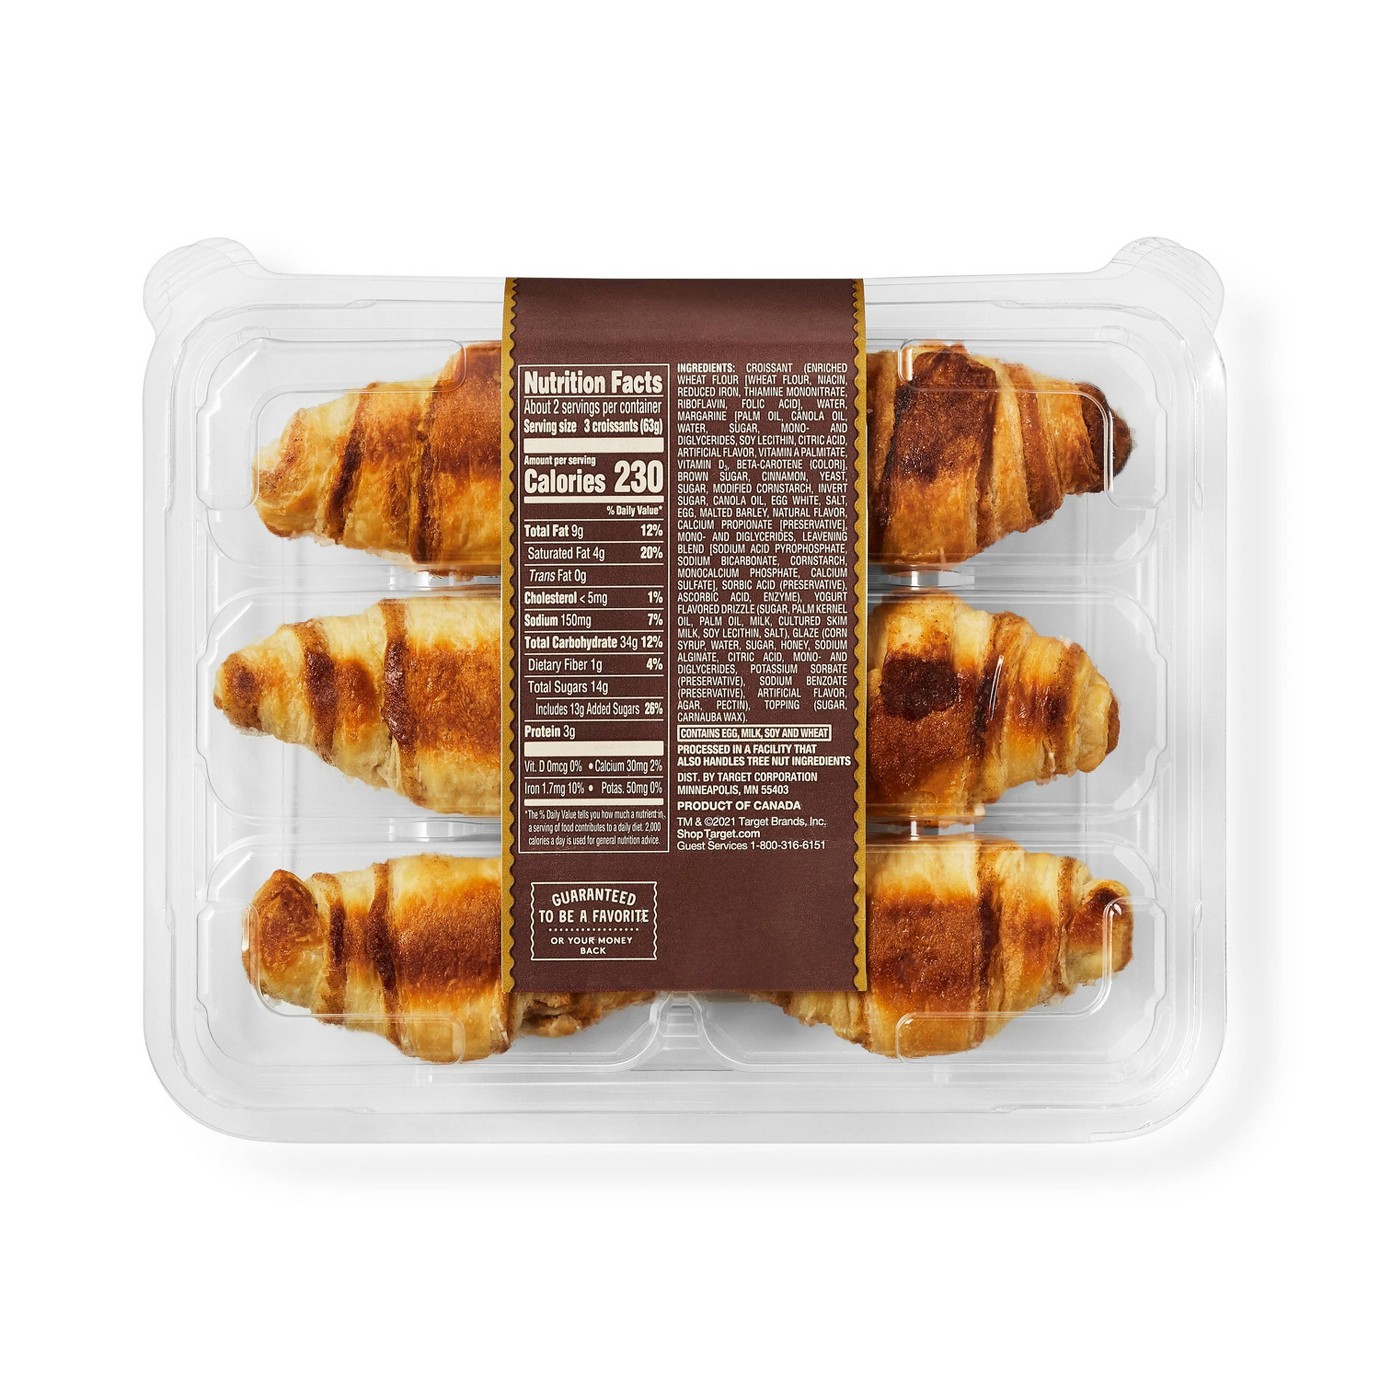 Nutrition Facts
About 2 servings per container
Serving size 3 croissants (63g)
Amount per serving
Calories 230
% Daily Value*
Total Fat 9g 12%
Saturated Fat 4g 20%
Trans Fat 0g
Cholesterol < 5mg 1%
Sodium 150mg 7%
Total Carbohydrate 34g 12%
Dietary Fiber 1g 4%
Total Sugars 14g
Includes 13g Added Sugars 26%
Protein 3g
Vit. D 0mcg 0% • Calcium 30mg 2%
Iron 1.7mg 10% • Potas. 50mg 0%
*The % Daily Value tells you how much a nutrient in
a serving of food contributes to a daily diet. 2,000
calories a day is used for general nutrition advice.
GUARANTEED
TO BE A FAVORITE
OR YOUR MONEY
BACK
INGREDIENTS: CROISSANT (ENRICHED
WHEAT FLOUR [WHEAT FLOUR, NIACIN,
REDUCED IRON, THIAMINE MONONITRATE,
RIBOFLAVIN, FOLIC ACID], WATER,
MARGARINE [PALM OIL, CANOLA OIL,
WATER, SUGAR, MONO- AND
DIGLYCERIDES, SOY LECITHIN, CITRIC ACID,
ARTIFICIAL FLAVOR, VITAMIN A PALMITATE,
VITAMIN D3, BETA-CAROTENE (COLOR)],
BROWN SUGAR, CINNAMON, YEAST,
SUGAR, MODIFIED CORNSTARCH, INVERT
SUGAR, CANOLA OIL, EGG WHITE, SALT,
EGG, MALTED BARLEY, NATURAL FLAVOR,
CALCIUM PROPIONATE [PRESERVATIVE],
MONO- AND DIGLYCERIDES, LEAVENING
BLEND [SODIUM ACID PYROPHOSPHATE,
SODIUM BICARBONATE, CORNSTARCH,
MONOCALCIUM PHOSPHATE, CALCIUM
SULFATE], SORBIC ACID (PRESERVATIVE),
ASCORBIC ACID, ENZYME), YOGURT
FLAVORED DRIZZLE (SUGAR, PALM KERNEL
OIL, PALM OIL, MILK, CULTURED SKIM
MILK, SOY LECITHIN, SALT), GLAZE (CORN
SYRUP, WATER, SUGAR, HONEY, SODIUM
ALGINATE, CITRIC ACID, MONO- AND
DIGLYCERIDES, POTASSIUM SORBATE
(PRESERVATIVE), SODIUM BENZOATE
(PRESERVATIVE), ARTIFICIAL FLAVOR,
AGAR, PECTIN), TOPPING (SUGAR,
CARNAUBA WAX).
CONTAINS EGG, MILK, SOY AND WHEAT
PROCESSED IN A FACILITY THAT
ALSO HANDLES TREE NUT INGREDIENTS
DIST. BY TARGET CORPORATION
MINNEAPOLIS, MN 55403
PRODUCT OF CANADA
TM & ©2021 Target Brands, Inc.
ShopTarget.com
Guest Services 1-800-316-6151